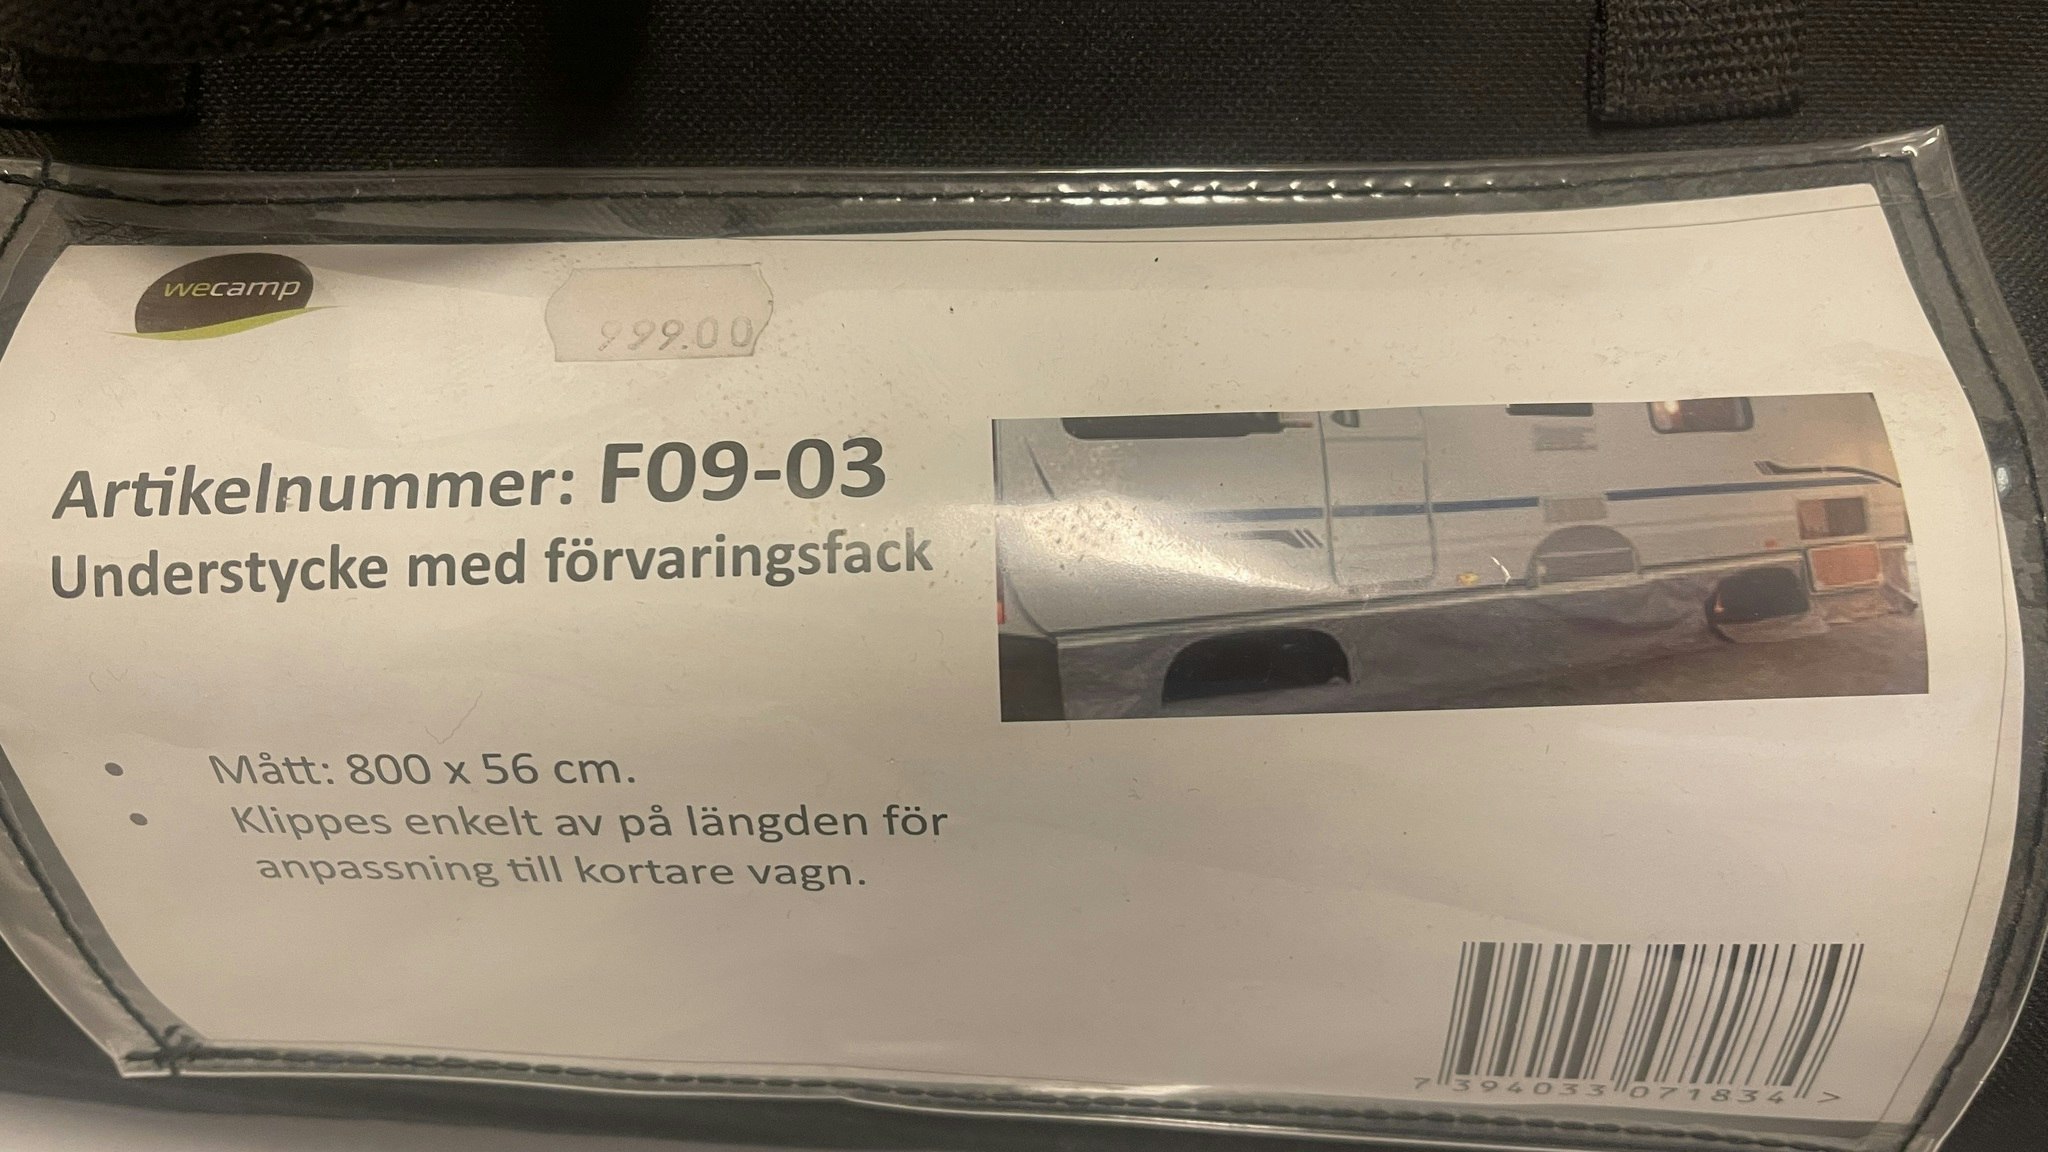 wecamp
999.00
Artikelnummer: F09-03
Understycke med förvaringsfack
• Mått: 800 x 56 cm.
• Klippes enkelt av på längden för
anpassning till kortare vagn.
7 394033 071834 >